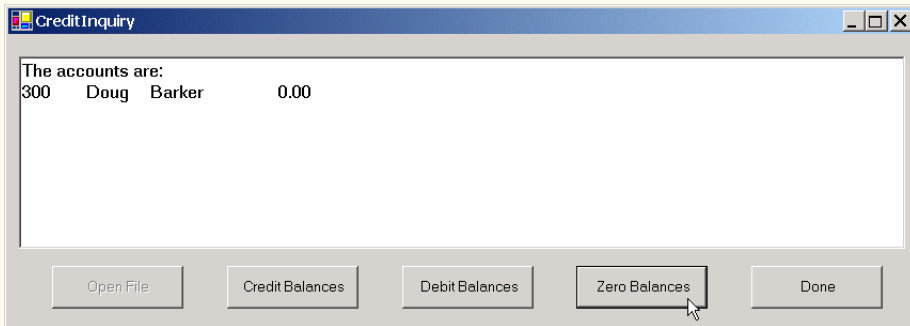 CreditInquiry
The accounts are:
300 Doug Barker 0.00
Open File Credit Balances Debit Balances Zero Balances Done